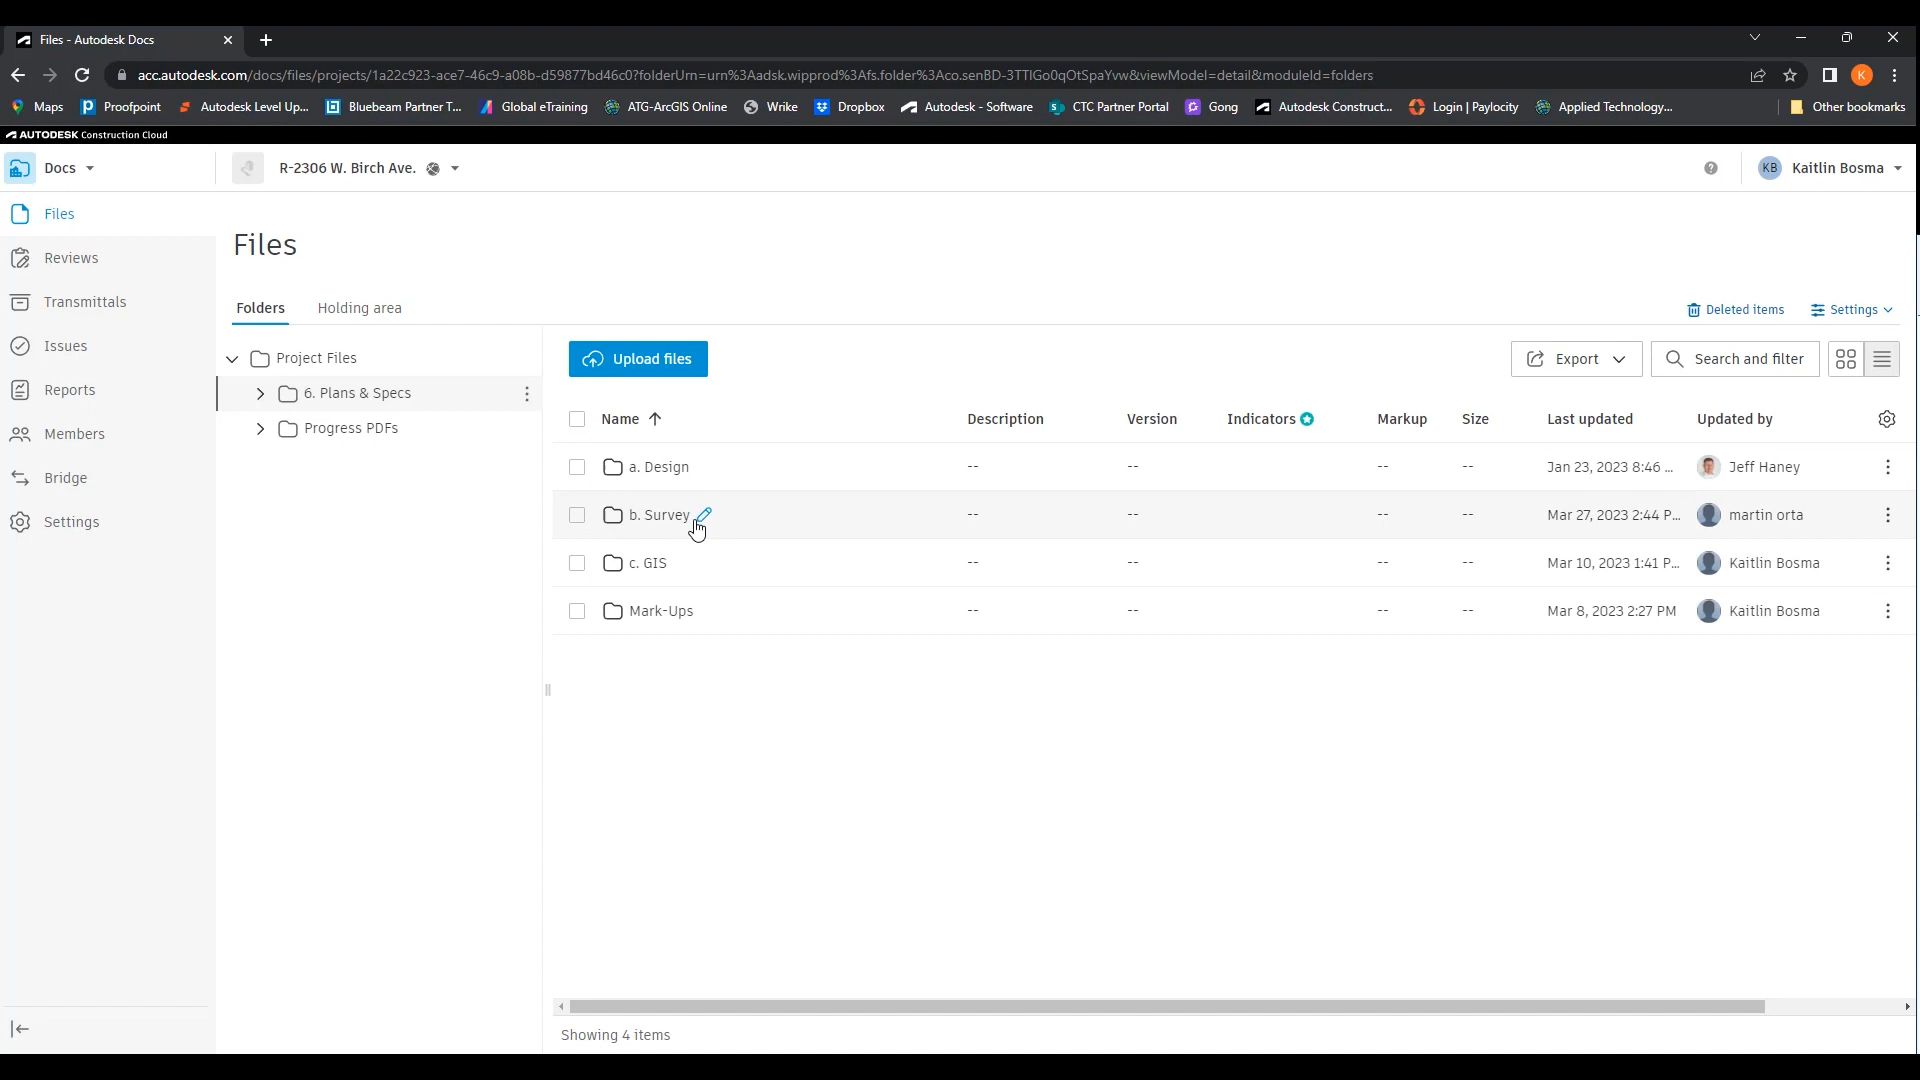 Files - Autodesk Docs
acc.autodesk.com/docs/files/projects/1a22c923-ace7-46c9-a08b-d59877bd46c0?folderUrn=urn%3Aadsk.wipprod%3Afs.folder%3Aco.senBD-3TTIGo0qOtSpaYvw&viewModel=detail&moduleId=folders
Maps Proofpoint Autodesk Level Up... Bluebeam Partner T... Global eTraining ATG-ArcGIS Online Wrike Dropbox Autodesk - Software CTC Partner Portal Gong Autodesk Construct... Login | Paylocity Applied Technology... Other bookmarks
AUTODESK Construction Cloud
Docs R-2306 W. Birch Ave. KB Kaitlin Bosma
Files
Reviews
Transmittals
Issues
Reports
Members
Bridge
Settings
Files
Folders Holding area Deleted items Settings
Project Files
6. Plans & Specs
Progress PDFs
Upload files Export Search and filter
Name Description Version Indicators Markup Size Last updated Updated by
a. Design -- -- -- -- Jan 23, 2023 8:46 ... Jeff Haney
b. Survey -- -- -- -- Mar 27, 2023 2:44 P... martin orta
c. GIS -- -- -- -- Mar 10, 2023 1:41 P... Kaitlin Bosma
Mark-Ups -- -- -- -- Mar 8, 2023 2:27 PM Kaitlin Bosma
Showing 4 items